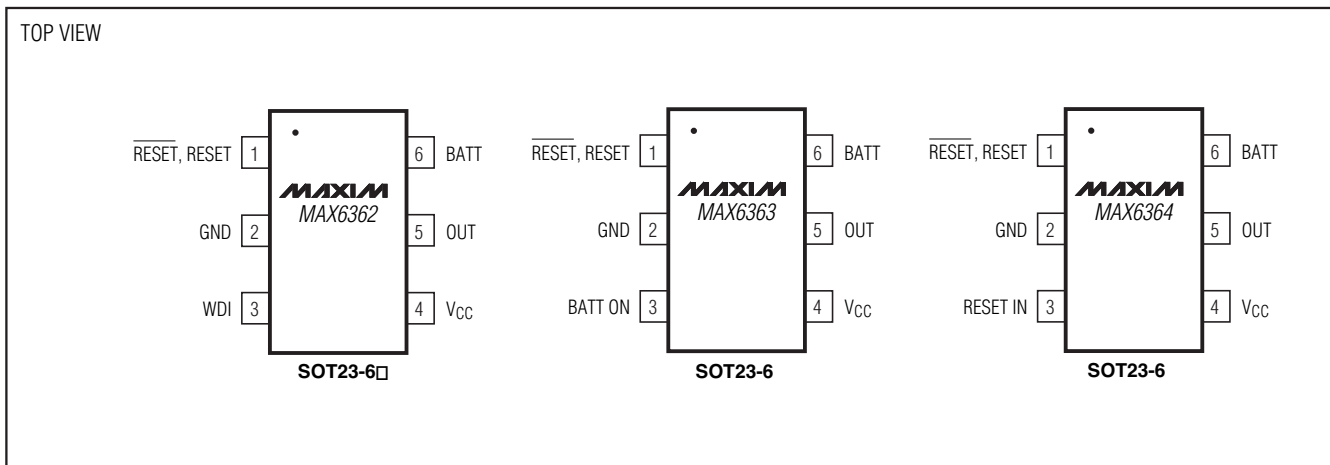 TOP VIEW
RESET, RESET 1
6 BATT
MAXIM
MAX6362
GND 2
5 OUT
WDI 3
4 VCC
SOT23-6□
RESET, RESET 1
6 BATT
MAXIM
MAX6363
GND 2
5 OUT
BATT ON 3
4 VCC
SOT23-6
RESET, RESET 1
6 BATT
MAXIM
MAX6364
GND 2
5 OUT
RESET IN 3
4 VCC
SOT23-6